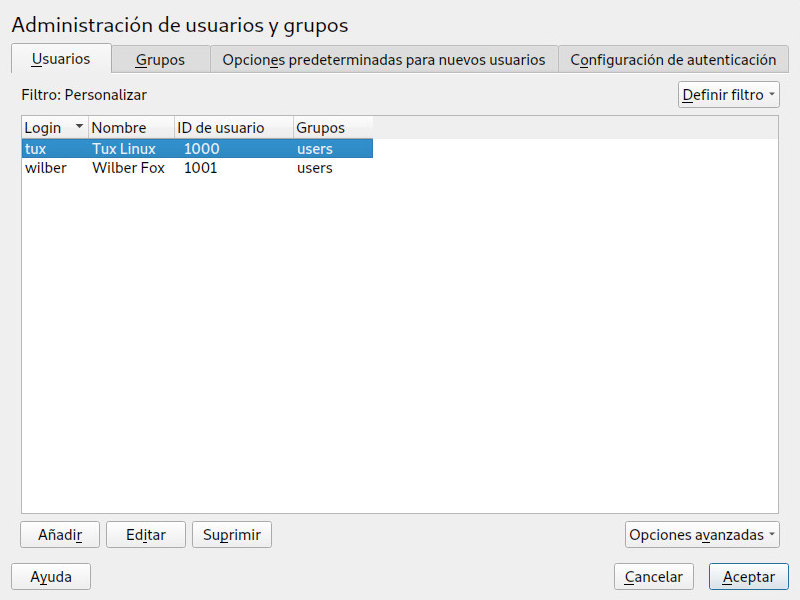 Administración de usuarios y grupos
Usuarios Grupos Opciones predeterminadas para nuevos usuarios Configuración de autenticación
Filtro: Personalizar Definir filtro
Login Nombre ID de usuario Grupos
tux Tux Linux 1000 users
wilber Wilber Fox 1001 users
Añadir Editar Suprimir Opciones avanzadas
Ayuda Cancelar Aceptar